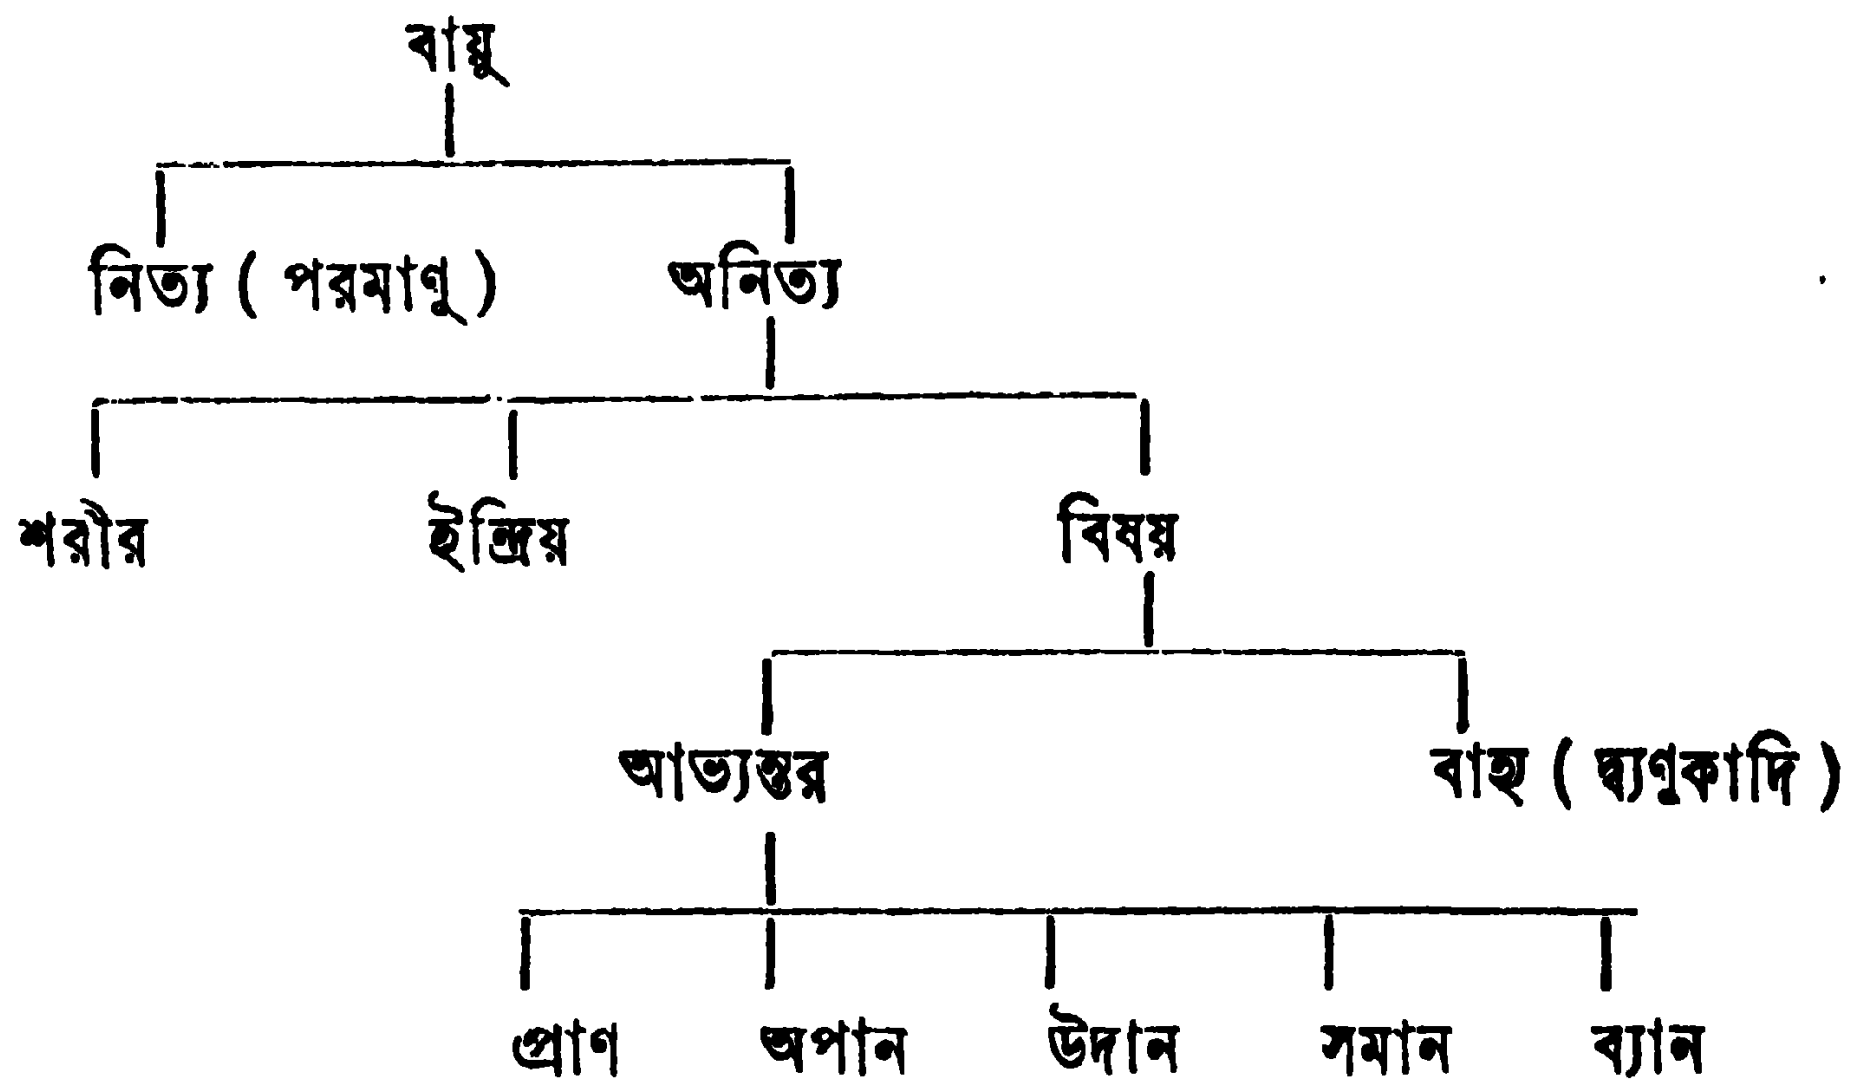 বায়ু
নিত্য ( পরমাণু ) অনিত্য
শরীর ইন্দ্রিয় বিষয়
আভ্যন্তর বাহ্য ( দ্ব্যণুকাদি )
প্রাণ অপান উদান সমান ব্যান